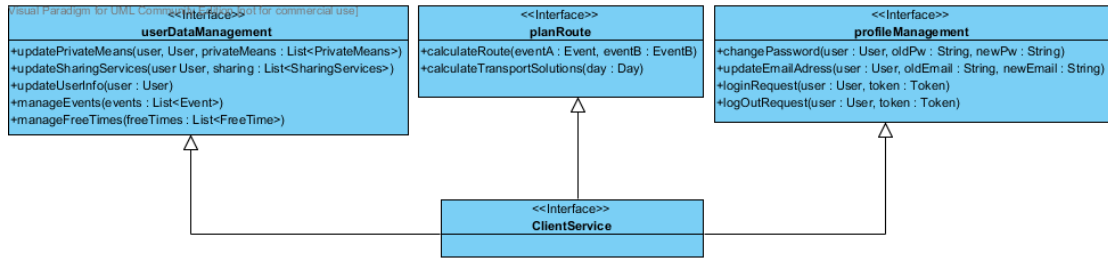 Visual Paradigm for UML Community Edition [not for commercial use]
<<Interface>>
userDataManagement
+updatePrivateMeans(user, User, privateMeans : List<PrivateMeans>)
+updateSharingServices(user User, sharing : List<SharingServices>)
+updateUserInfo(user : User)
+manageEvents(events : List<Event>)
+manageFreeTimes(freeTimes : List<FreeTime>)
<<Interface>>
planRoute
+calculateRoute(eventA : Event, eventB : EventB)
+calculateTransportSolutions(day : Day)
<<Interface>>
profileManagement
+changePassword(user : User, oldPw : String, newPw : String)
+updateEmailAdress(user : User, oldEmail : String, newEmail : String)
+loginRequest(user : User, token : Token)
+logOutRequest(user : User, token : Token)
<<Interface>>
ClientService